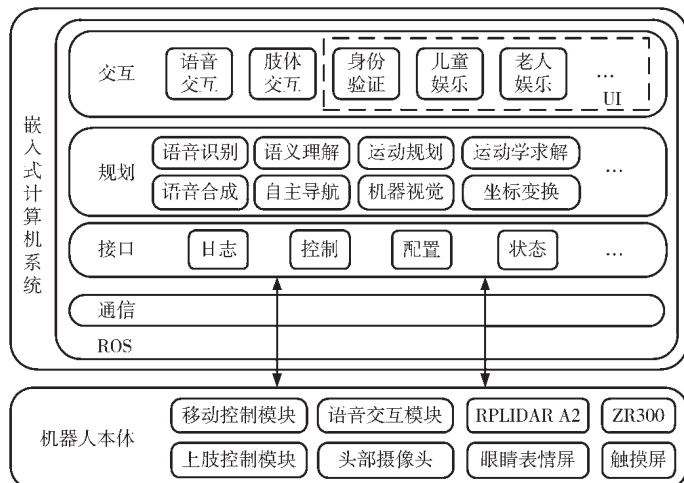 嵌入式计算机系统
交互
语音
交互
肢体
交互
身份
验证
儿童
娱乐
老人
娱乐
…
UI
规划
语音识别 语义理解 运动规划 运动学求解
语音合成 自主导航 机器视觉 坐标变换
…
接口 日志 控制 配置 状态 …
通信
ROS
机器人本体
移动控制模块 语音交互模块 RPLIDAR A2 ZR300
上肢控制模块 头部摄像头 眼睛表情屏 触摸屏